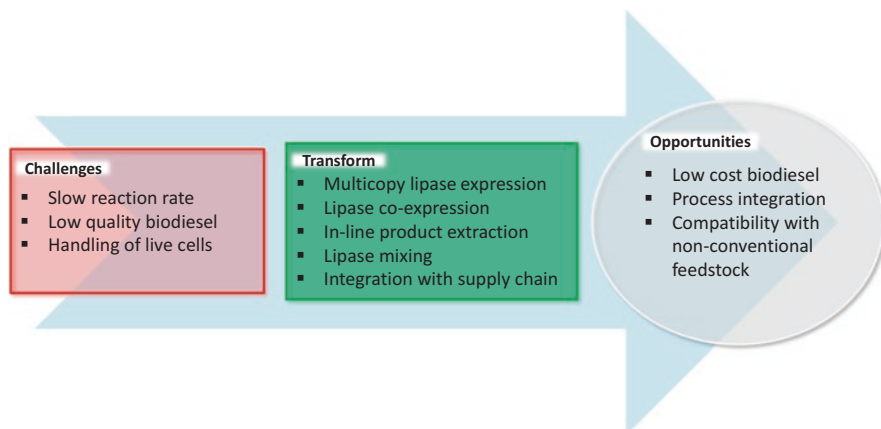 Challenges
▪ Slow reaction rate
▪ Low quality biodiesel
▪ Handling of live cells
Transform
▪ Multicopy lipase expression
▪ Lipase co-expression
▪ In-line product extraction
▪ Lipase mixing
▪ Integration with supply chain
Opportunities
▪ Low cost biodiesel
▪ Process integration
▪ Compatibility with
non-conventional
feedstock